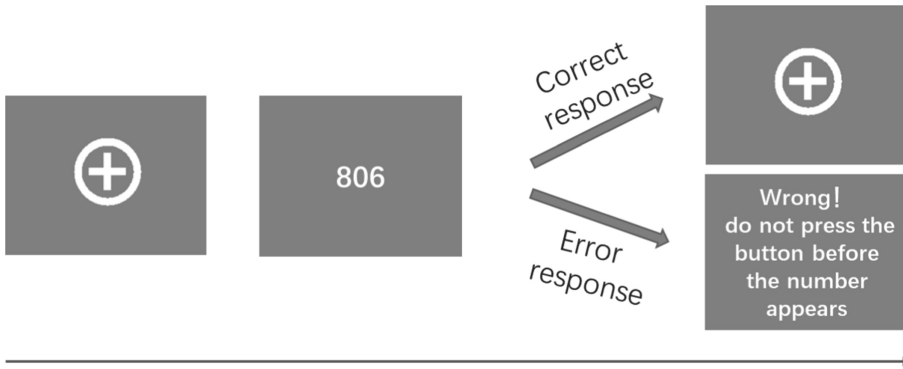 806
Correct
response
Error
response
Wrong!
do not press the
button before
the number
appears